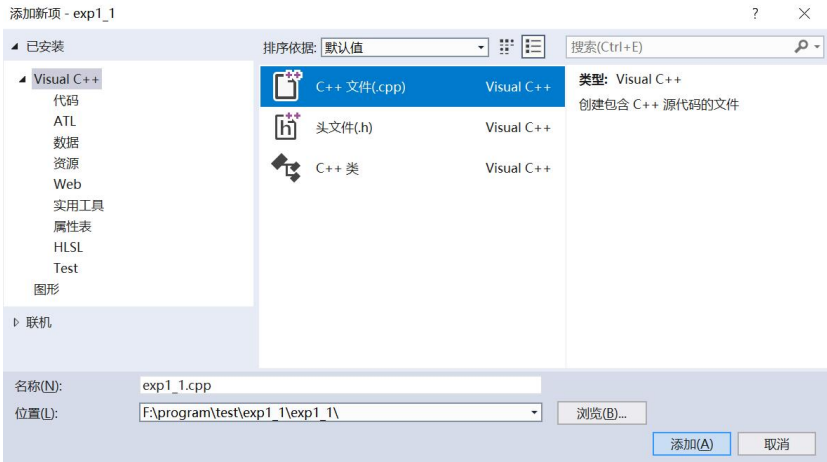 添加新项 - exp1_1
? ×
已安装
排序依据: 默认值
搜索(Ctrl+E)
Visual C++
代码
ATL
数据
资源
Web
实用工具
属性表
HLSL
Test
图形
联机
C++ 文件(.cpp) Visual C++
头文件(.h) Visual C++
C++ 类 Visual C++
类型: Visual C++
创建包含 C++ 源代码的文件
名称(N): exp1_1.cpp
位置(L): F:\program\test\exp1_1\exp1_1\ 浏览(B)...
添加(A) 取消